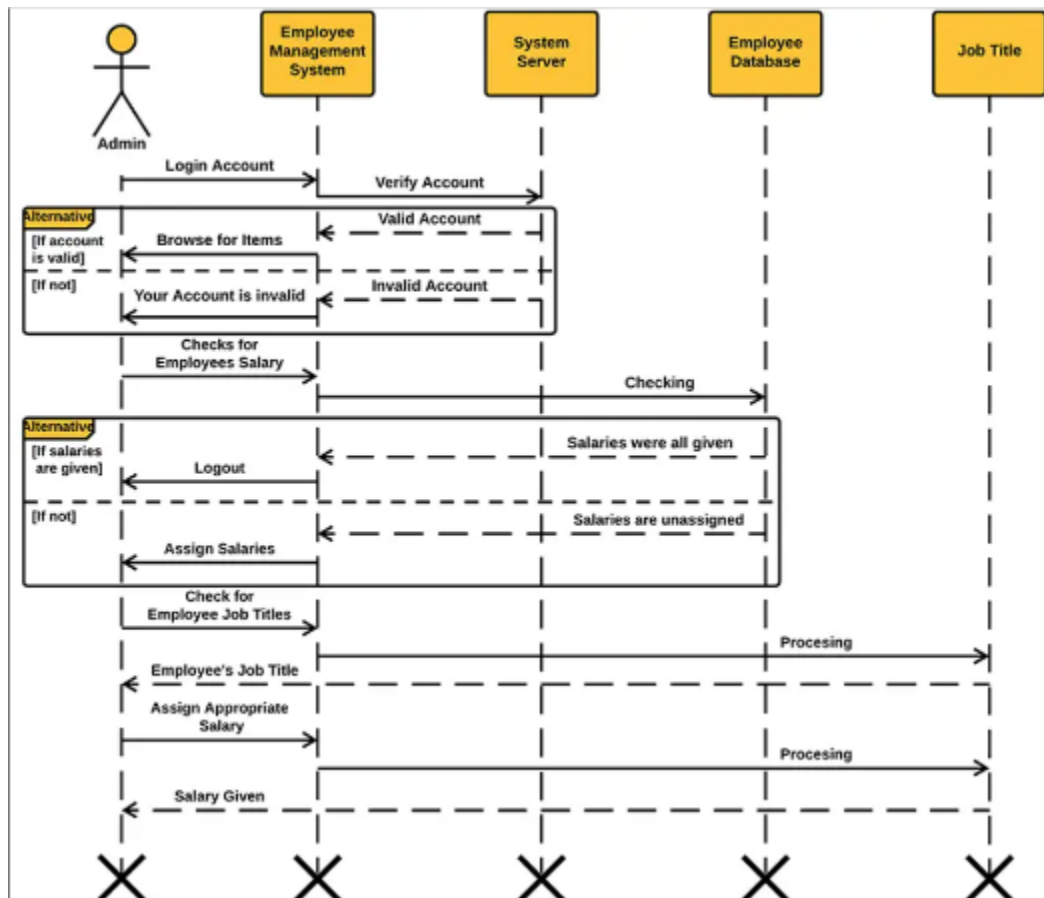 Employee
Management
System
System
Server
Employee
Database
Job Title
Admin
Login Account
Verify Account
Alternative
Valid Account
[If account
is valid]
Browse for Items
[If not]
Invalid Account
Your Account is invalid
Checks for
Employees Salary
Checking
Alternative
[If salaries
are given]
Salaries were all given
Logout
[If not]
Salaries are unassigned
Assign Salaries
Check for
Employee Job Titles
Procesing
Employee's Job Title
Assign Appropriate
Salary
Procesing
Salary Given